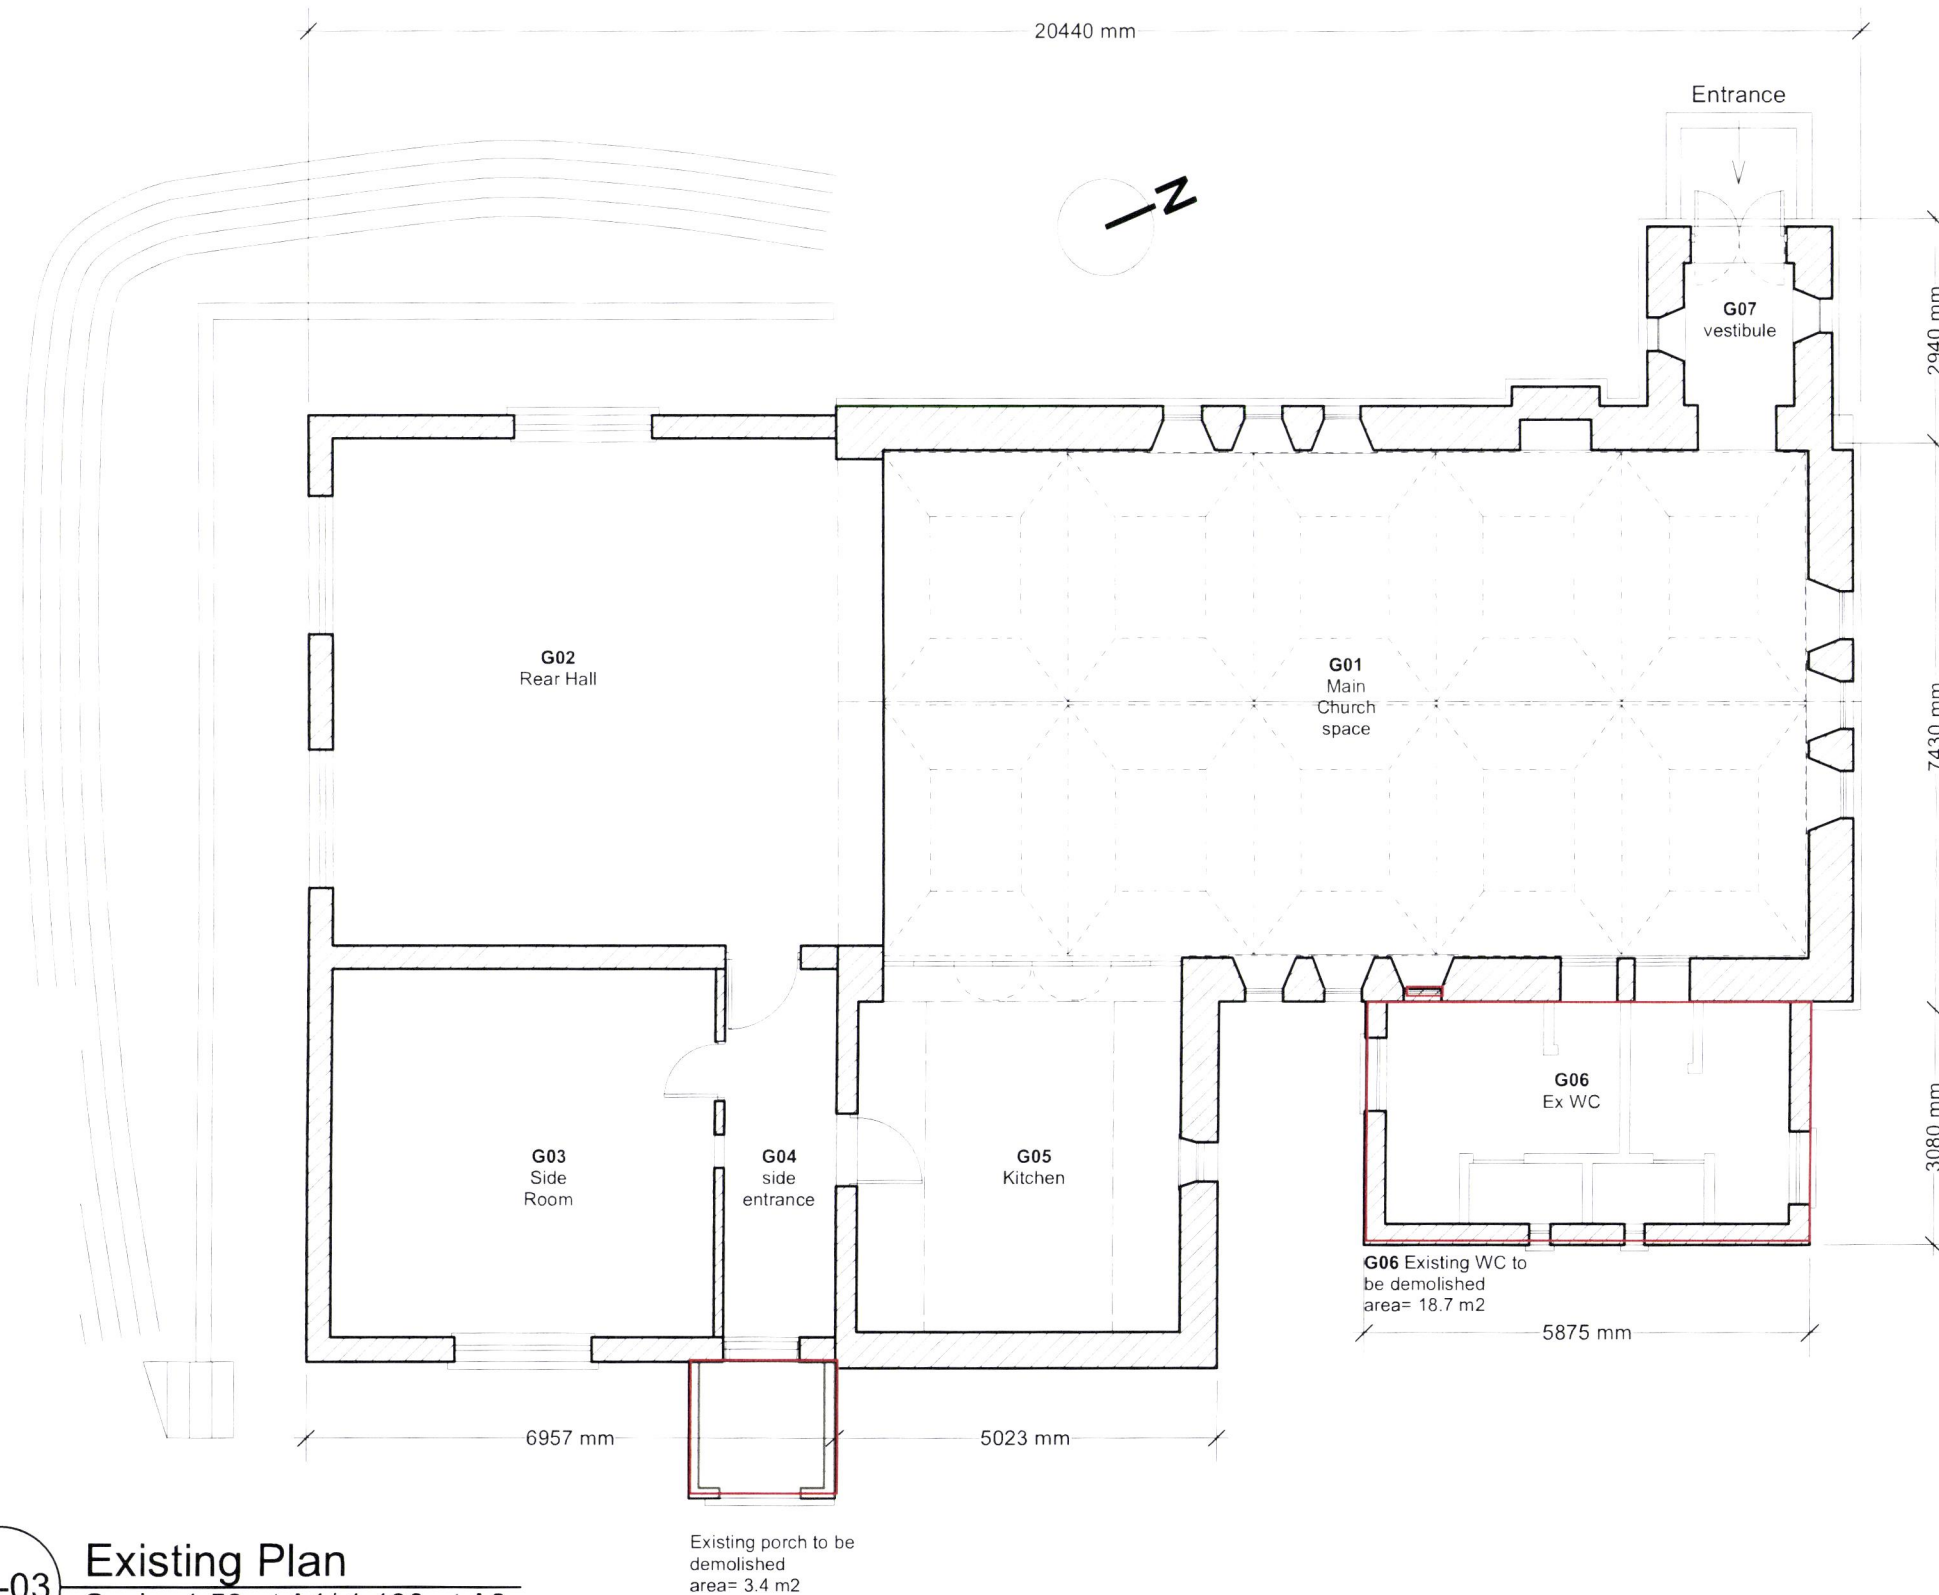 20440 mm
Entrance
N
G07
vestibule
2940 mm
G02
Rear Hall
G01
Main
Church
space
7430 mm
G03
Side
Room
G04
side
entrance
G05
Kitchen
G06
Ex WC
3080 mm
G06 Existing WC to
be demolished
area= 18.7 m2
5875 mm
6957 mm
5023 mm
Existing porch to be
demolished
area= 3.4 m2
-03
Existing Plan